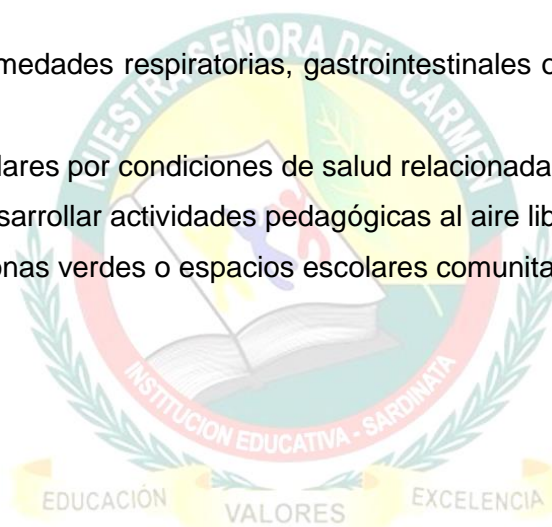 medades respiratorias, gastrointestinales o
lares por condiciones de salud relacionada
sarrollar actividades pedagógicas al aire lib
nas verdes o espacios escolares comunita
NUESTRA SEÑORA DEL CARMEN
INSTITUCION EDUCATIVA - SARDINATA
EDUCACIÓN VALORES EXCELENCIA